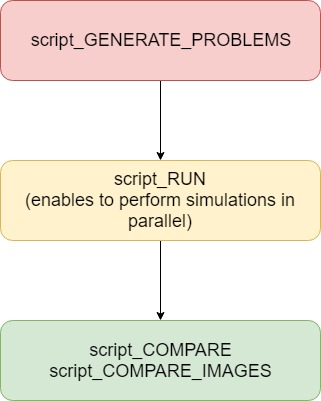 script_GENERATE_PROBLEMS
script_RUN
(enables to perform simulations in
parallel)
script_COMPARE
script_COMPARE_IMAGES